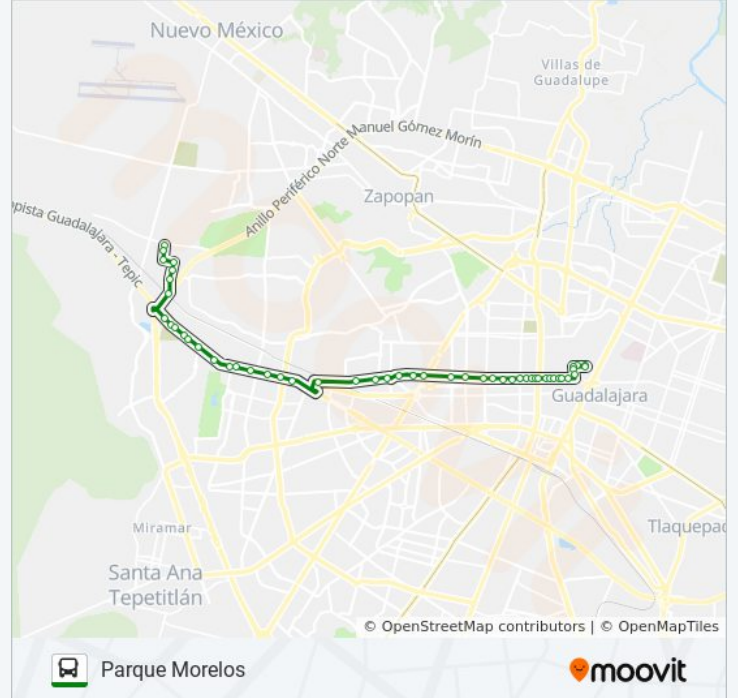 Nuevo México
Villas de
Guadalupe
Anillo Periférico Norte Manuel Gómez Morín
Zapopan
pista Guadalajara - Tepic
Guadalajara
Miramar
Tlaquepac
Santa Ana
Tepetitlán
© OpenStreetMap contributors | © OpenMapTiles
Parque Morelos
moovit